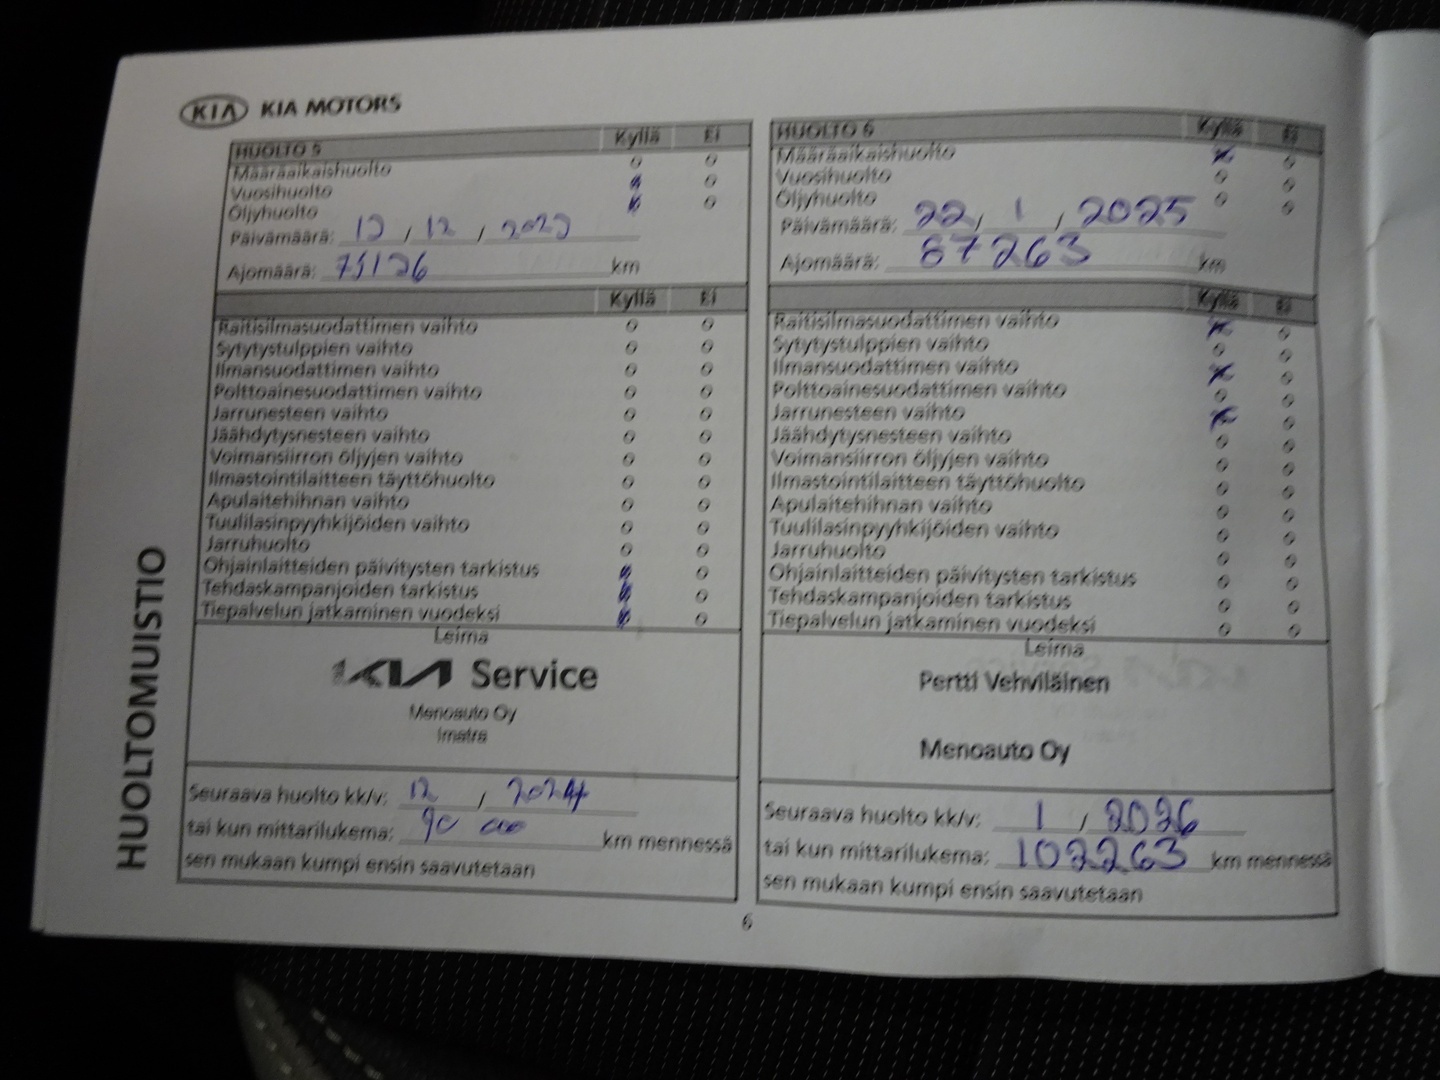 KIA KIA MOTORS
HUOLTOMUISTIO
HUOLTO 5 Kyllä Ei
Määräaikaishuolto
Vuosihuolto
Öljyhuolto
Päivämäärä: 12, 2023
Ajomäärä: 75126 km
Kyllä Ei
Raitisilmasuodattimen vaihto
Sytytystulppien vaihto
Ilmansuodattimen vaihto
Polttoainesuodattimen vaihto
Jarrunesteen vaihto
Jäähdytysnesteen vaihto
Voimansiirron öljyjen vaihto
Ilmastointilaitteen täyttöhuolto
Apulaitehihnan vaihto
Tuulilasinpyyhkijöiden vaihto
Jarruhuolto
Ohjainlaitteiden päivitysten tarkistus
Tehdaskampanjoiden tarkistus
Tiepalvelun jatkaminen vuodeksi
Leima
KIA Service
Menoauto Oy
Imatra
Seuraava huolto kk/v: 12, 2024
tai kun mittarilukema: 90 000 km mennessä
sen mukaan kumpi ensin saavutetaan
HUOLTO 6 Kyllä Ei
Määräaikaishuolto
Vuosihuolto
Öljyhuolto
Päivämäärä: 22, 1, 2025
Ajomäärä: 87263 km
Kyllä Ei
Raitisilmasuodattimen vaihto
Sytytystulppien vaihto
Ilmansuodattimen vaihto
Polttoainesuodattimen vaihto
Jarrunesteen vaihto
Jäähdytysnesteen vaihto
Voimansiirron öljyjen vaihto
Ilmastointilaitteen täyttöhuolto
Apulaitehihnan vaihto
Tuulilasinpyyhkijöiden vaihto
Jarruhuolto
Ohjainlaitteiden päivitysten tarkistus
Tehdaskampanjoiden tarkistus
Tiepalvelun jatkaminen vuodeksi
Leima
Pertti Vehviläinen
Menoauto Oy
Seuraava huolto kk/v: 1, 2026
tai kun mittarilukema: 102263 km mennessä
sen mukaan kumpi ensin saavutetaan
6